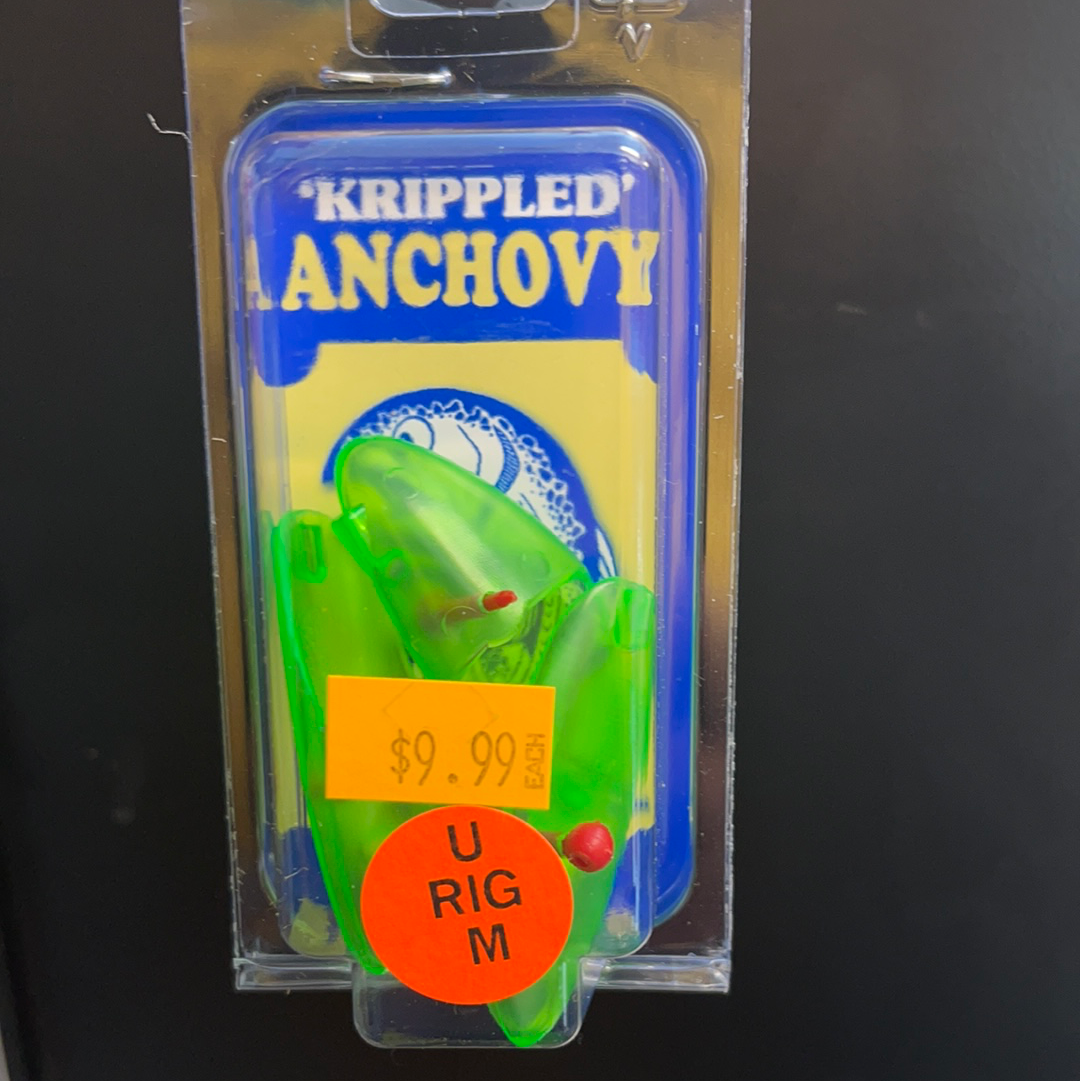 'KRIPPLED'
ANCHOVY
$9.99 EACH
U
RIG
M